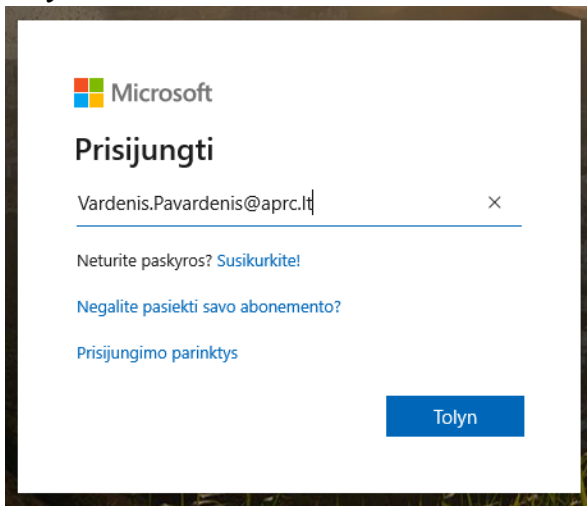 Microsoft
Prisijungti
Vardenis.Pavardenis@aprc.lt
Neturite paskyros? Susikurkite!
Negalite pasiekti savo abonemento?
Prisijungimo parinktys
Tolyn